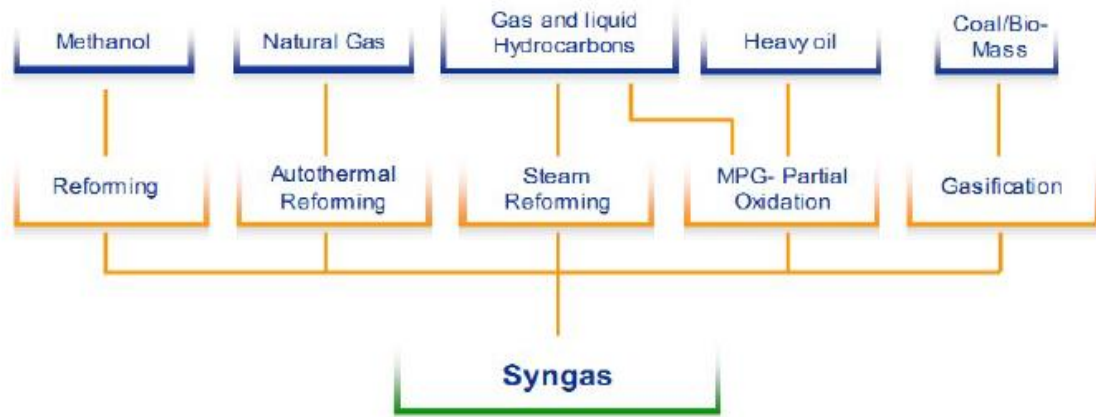 Methanol
Natural Gas
Gas and liquid
Hydrocarbons
Heavy oil
Coal/Bio-
Mass
Reforming
Autothermal
Reforming
Steam
Reforming
MPG- Partial
Oxidation
Gasification
Syngas